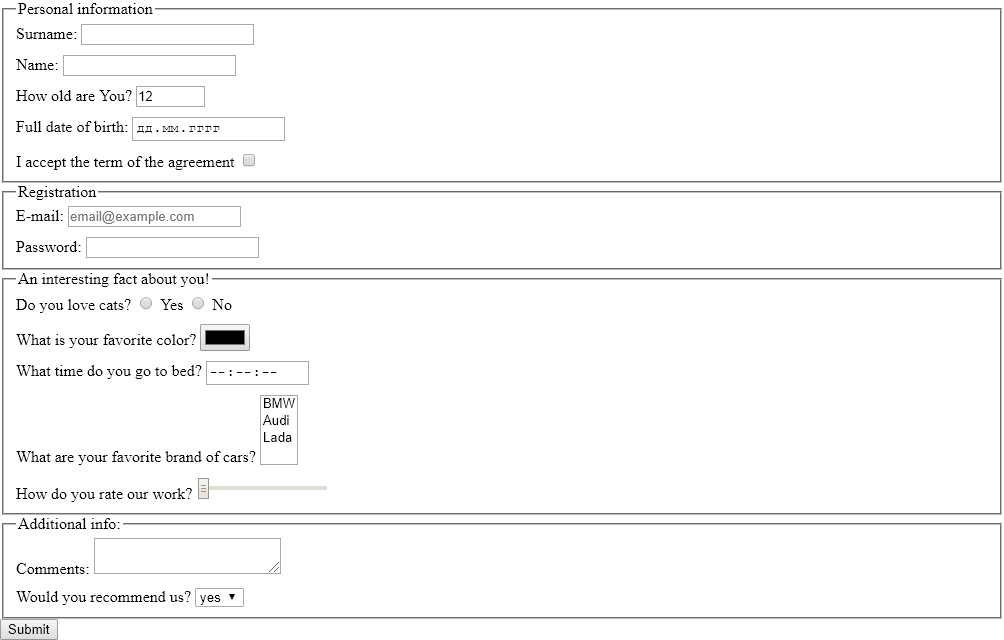 Personal information
Surname:
Name:
How old are You? 12
Full date of birth: дд.мм.гггг
I accept the term of the agreement
Registration
E-mail: email@example.com
Password:
An interesting fact about you!
Do you love cats? Yes No
What is your favorite color?
What time do you go to bed? --:--:--
BMW
Audi
Lada
What are your favorite brand of cars?
How do you rate our work?
Additional info:
Comments:
Would you recommend us? yes
Submit